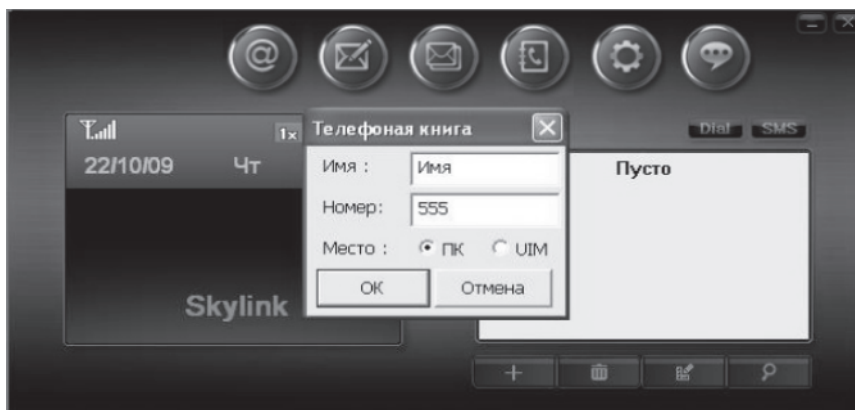 1x
22/10/09 Чт
Skylink
Телефоная книга
Имя : Имя
Номер: 555
Место : ПК UIM
ОК Отмена
Dial SMS
Пусто